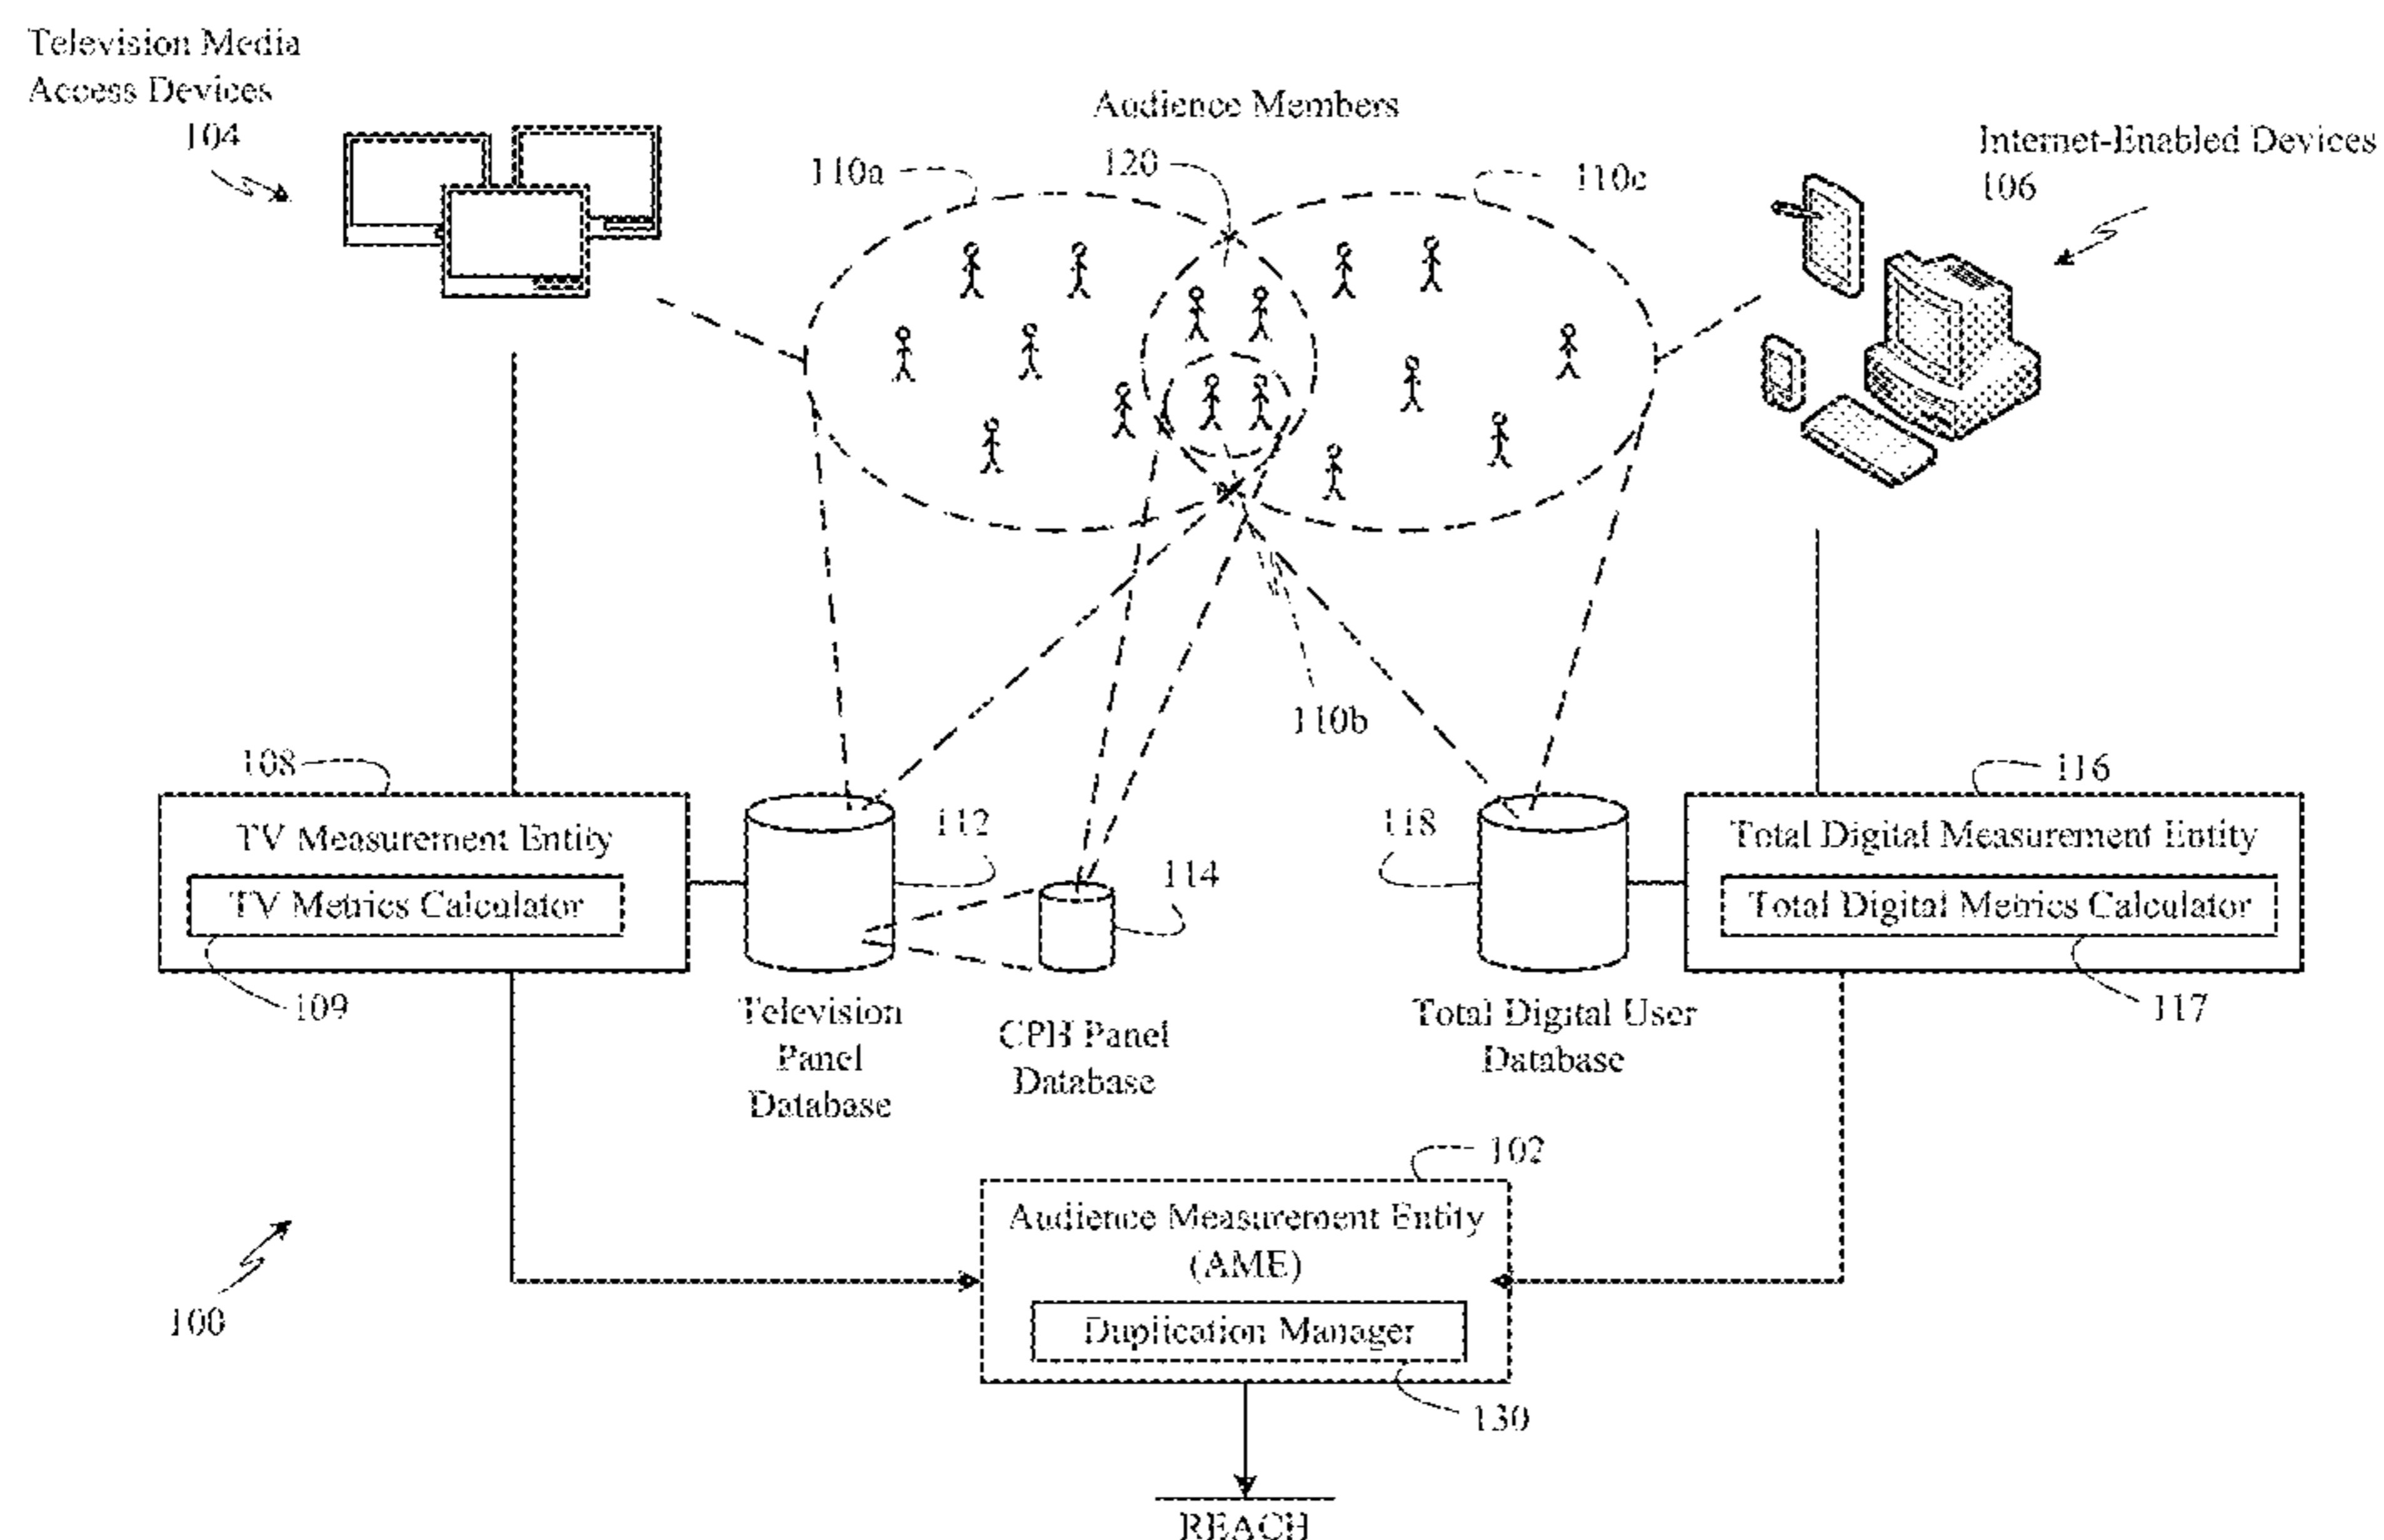 Television Media
Access Devices
104
Audience Members
Internet-Enabled Devices
106
110a
120
110c
110b
108
TV Measurement Entity
TV Metrics Calculator
109
112
114
118
116
Total Digital Measurement Entity
Total Digital Metrics Calculator
117
Television
Panel
Database
CPH Panel
Database
Total Digital User
Database
102
Audience Measurement Entity
(AME)
Duplication Manager
130
100
REACH